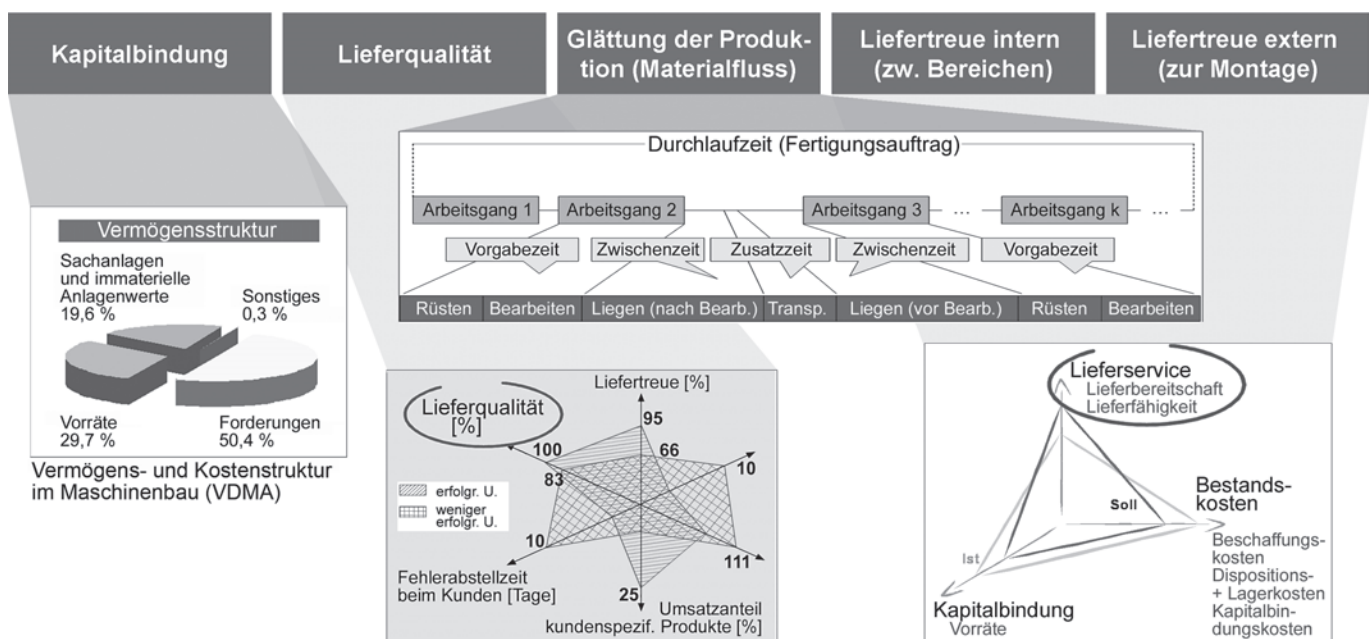 Kapitalbindung
Lieferqualität
Glättung der Produk-
tion (Materialfluss)
Liefertreue intern
(zw. Bereichen)
Liefertreue extern
(zur Montage)
Durchlaufzeit (Fertigungsauftrag)
Arbeitsgang 1
Arbeitsgang 2
Arbeitsgang 3
...
Arbeitsgang k
...
Vorgabezeit
Zwischenzeit
Zusatzzeit
Zwischenzeit
Vorgabezeit
Rüsten
Bearbeiten
Liegen (nach Bearb.)
Transp.
Liegen (vor Bearb.)
Rüsten
Bearbeiten
Vermögensstruktur
Sachanlagen
und immaterielle
Anlagenwerte
19,6 %
Sonstiges
0,3 %
Vorräte
29,7 %
Forderungen
50,4 %
Vermögens- und Kostenstruktur
im Maschinenbau (VDMA)
Liefertreue [%]
Lieferqualität
[%]
95
66
100
83
10
10
111
25
erfolgr. U.
weniger
erfolgr. U.
Fehlerabstellzeit
beim Kunden [Tage]
Umsatzanteil
kundenspezif. Produkte [%]
Lieferservice
Lieferbereitschaft
Lieferfähigkeit
Soll
Ist
Bestands-
kosten
Beschaffungs-
kosten
Dispositions-
+ Lagerkosten
Kapitalbin-
dungskosten
Kapitalbindung
Vorräte